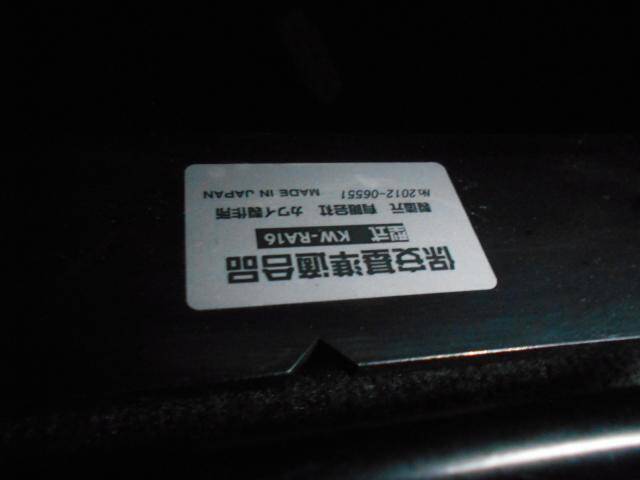 保安基準適合品
型式 KW-RA16
製造元 有限会社 カワイ製作所
№2012-06551 MADE IN JAPAN